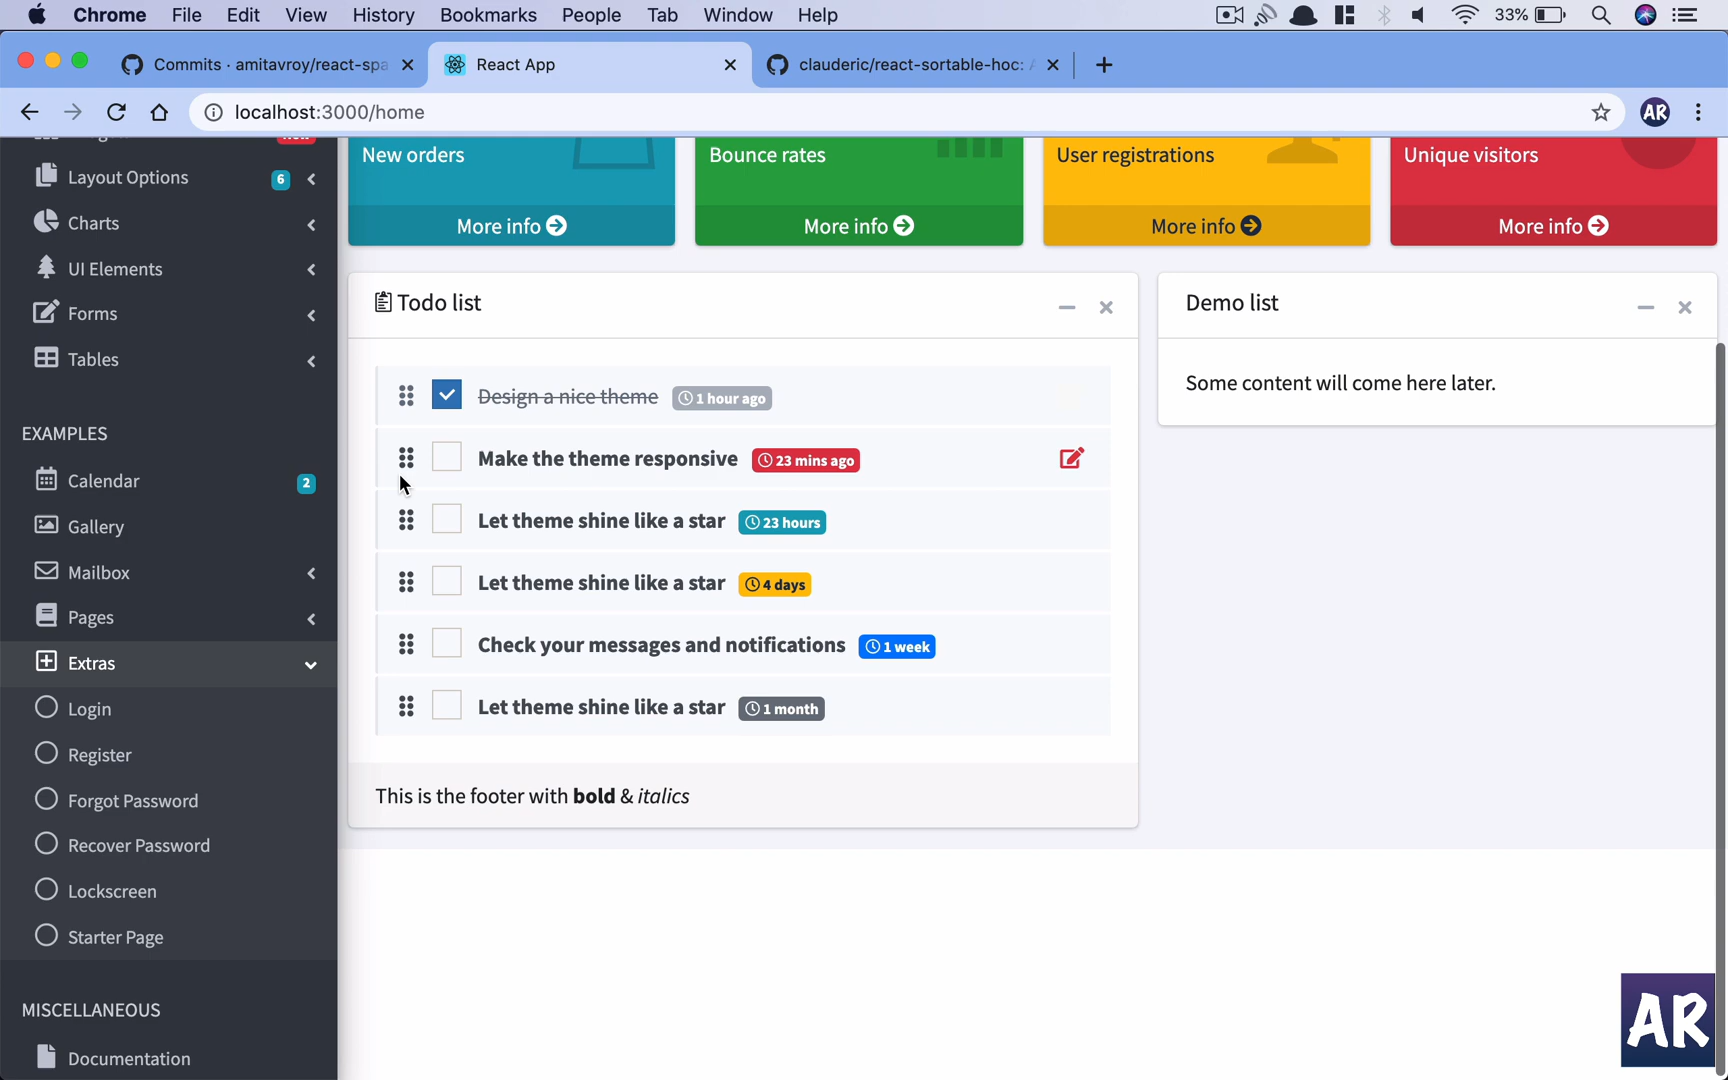 Chrome File Edit View History Bookmarks People Tab Window Help 33%
Commits · amitavroy/react-spa
React App
clauderic/react-sortable-hoc: A
localhost:3000/home
AR
Layout Options 6
Charts
UI Elements
Forms
Tables
EXAMPLES
Calendar 2
Gallery
Mailbox
Pages
Extras
Login
Register
Forgot Password
Recover Password
Lockscreen
Starter Page
MISCELLANEOUS
Documentation
New orders
More info
Bounce rates
More info
User registrations
More info
Unique visitors
More info
Todo list
Design a nice theme 1 hour ago
Make the theme responsive 23 mins ago
Let theme shine like a star 23 hours
Let theme shine like a star 4 days
Check your messages and notifications 1 week
Let theme shine like a star 1 month
This is the footer with bold & italics
Demo list
Some content will come here later.
AR